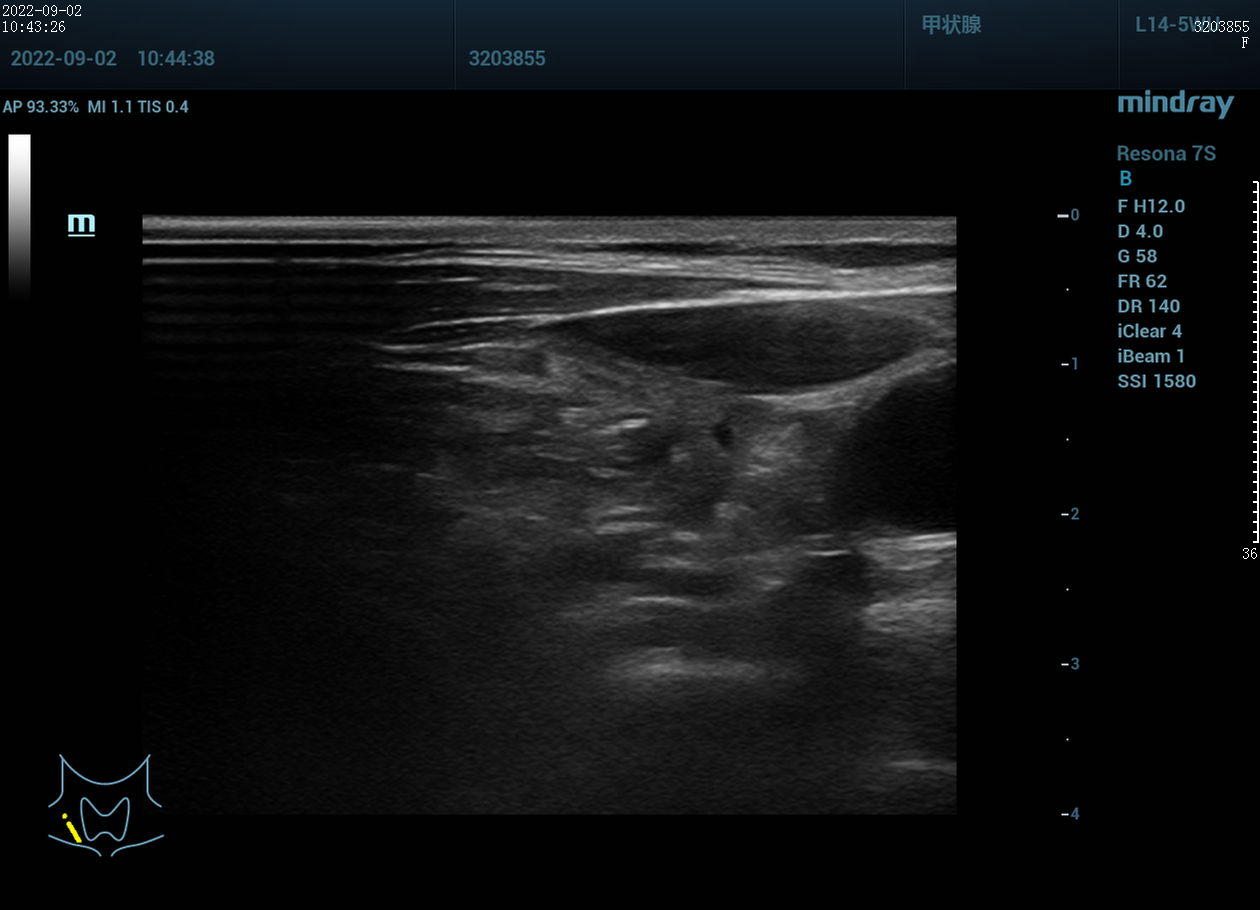 2022-09-02
10:43:26
2022-09-02 10:44:38
3203855
甲状腺
3203855
F
AP 93.33% MI 1.1 TIS 0.4
mindray
Resona 7S
B
F H12.0
D 4.0
G 58
FR 62
DR 140
iClear 4
iBeam 1
SSI 1580
m
0
1
2
3
4
36